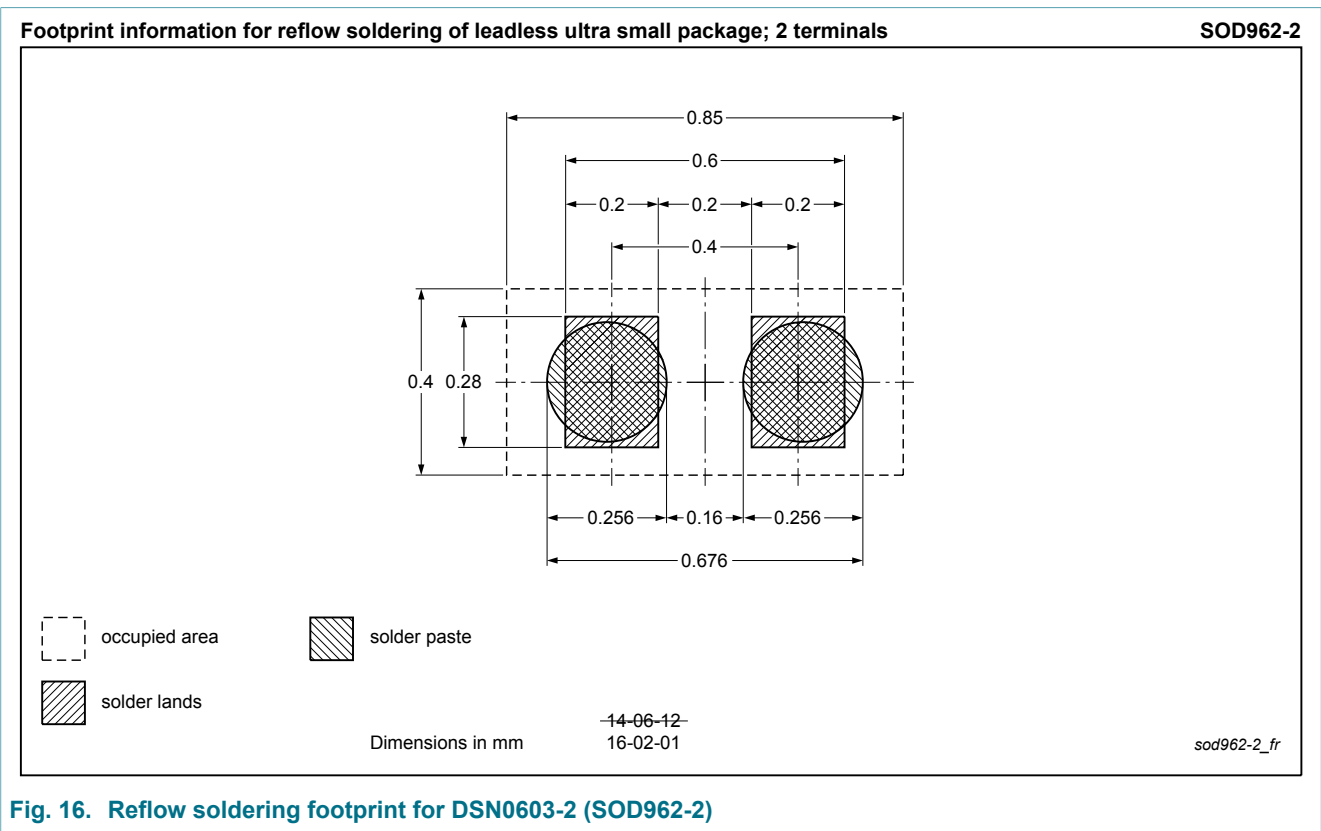 Footprint information for reflow soldering of leadless ultra small package; 2 terminals SOD962-2
0.85
0.6
0.2 0.2 0.2
0.4
0.4 0.28
0.256 0.16 0.256
0.676
occupied area solder paste
solder lands
14-06-12
Dimensions in mm 16-02-01 sod962-2_fr
Fig. 16. Reflow soldering footprint for DSN0603-2 (SOD962-2)